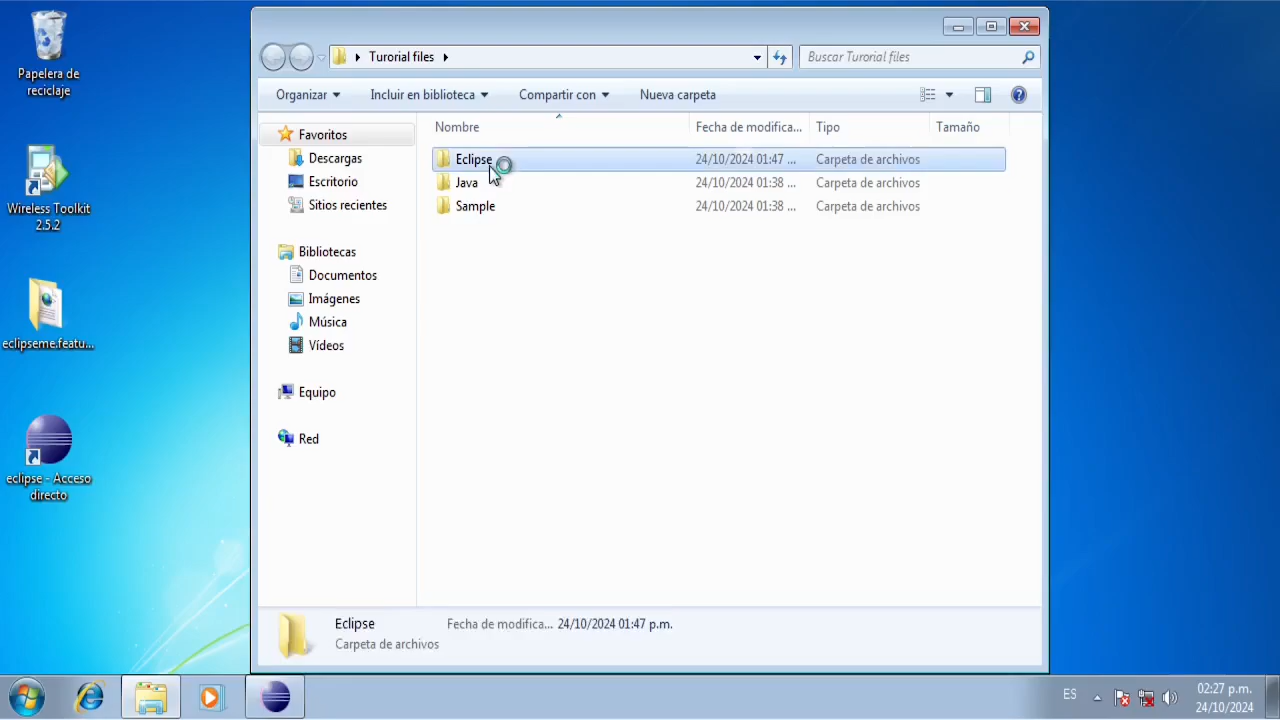 Papelera de
reciclaje
Wireless Toolkit
2.5.2
eclipseme.featu...
eclipse - Acceso
directo
Turorial files
Buscar Turorial files
Organizar
Incluir en biblioteca
Compartir con
Nueva carpeta
Favoritos
Descargas
Escritorio
Sitios recientes
Bibliotecas
Documentos
Imágenes
Música
Vídeos
Equipo
Red
Nombre Fecha de modifica... Tipo Tamaño
Eclipse 24/10/2024 01:47 ... Carpeta de archivos
Java 24/10/2024 01:38 ... Carpeta de archivos
Sample 24/10/2024 01:38 ... Carpeta de archivos
Eclipse Fecha de modifica... 24/10/2024 01:47 p.m.
Carpeta de archivos
ES
02:27 p.m.
24/10/2024